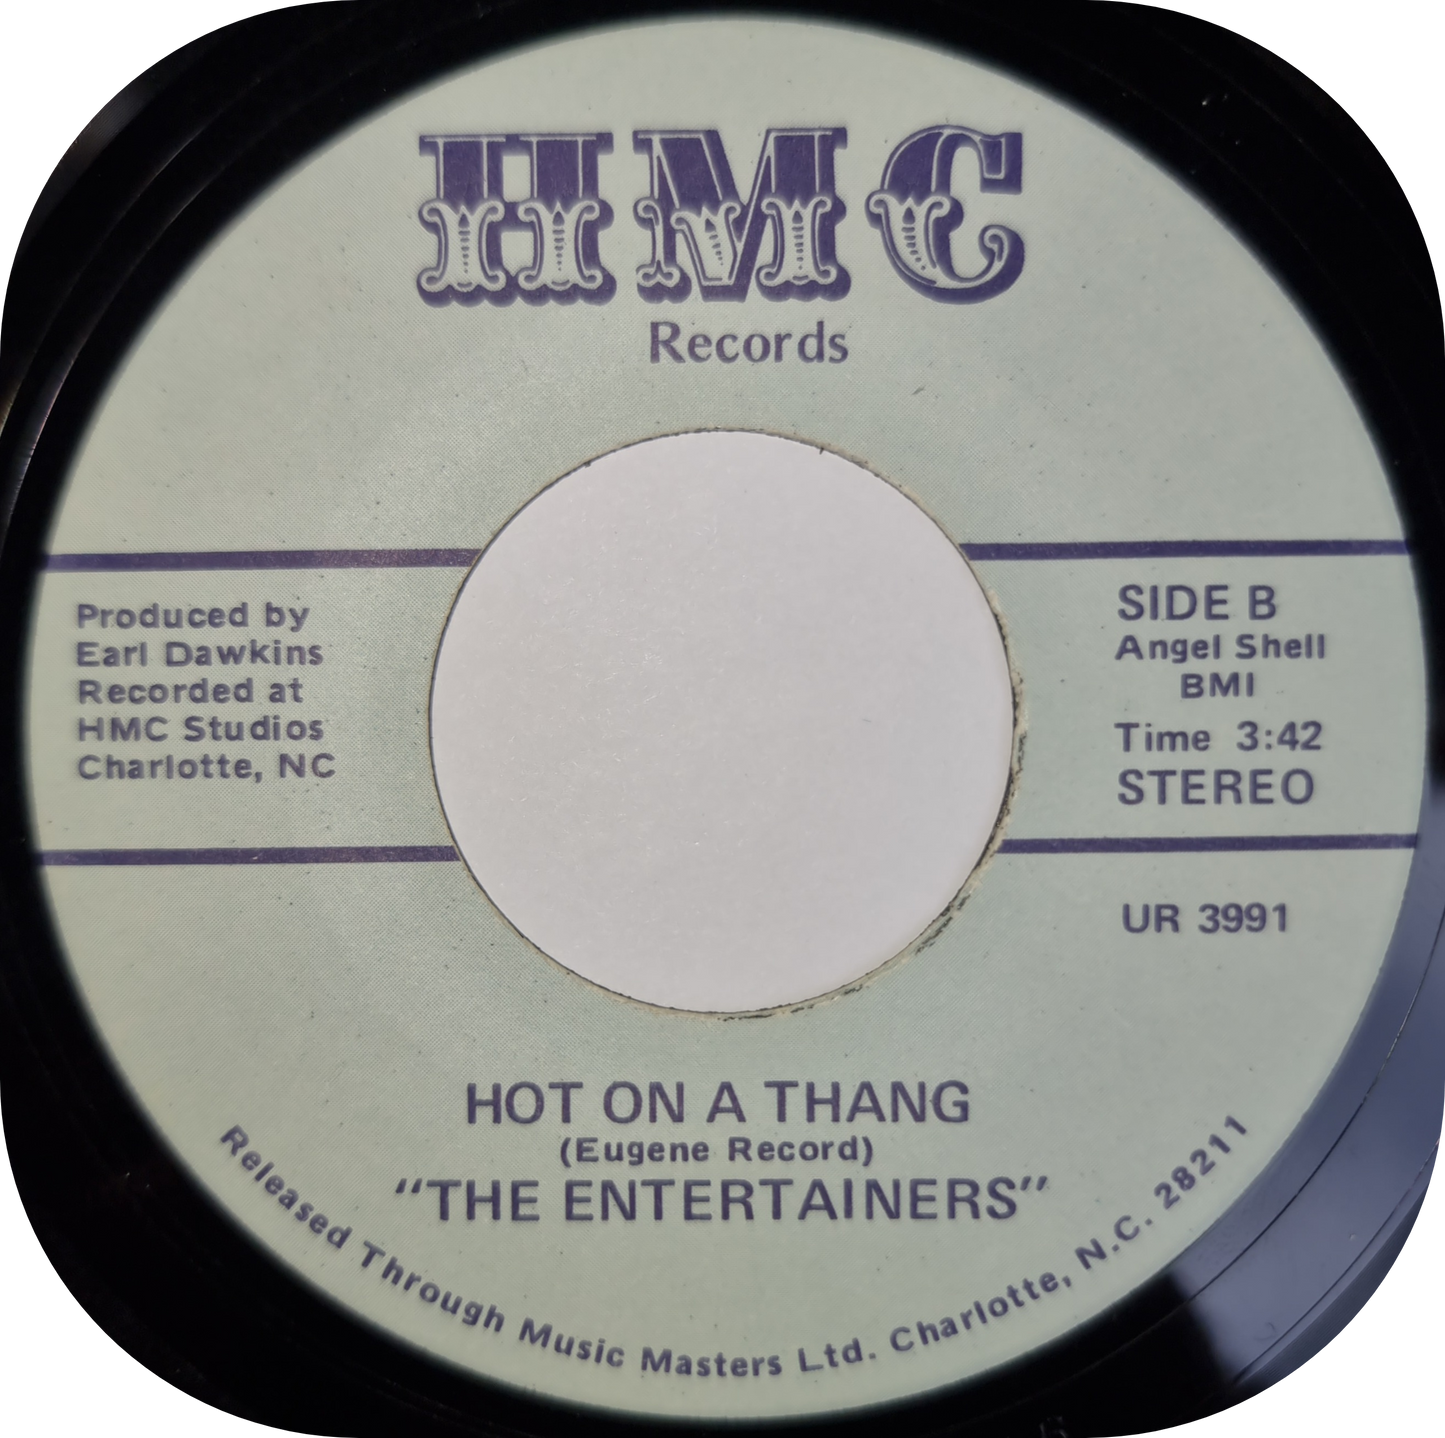 HMC
Records
Produced by
Earl Dawkins
Recorded at
HMC Studios
Charlotte, NC
SIDE B
Angel Shell
BMI
Time 3:42
STEREO
UR 3991
HOT ON A THANG
(Eugene Record)
“THE ENTERTAINERS”
Released Through Music Masters Ltd. Charlotte, N.C. 28211